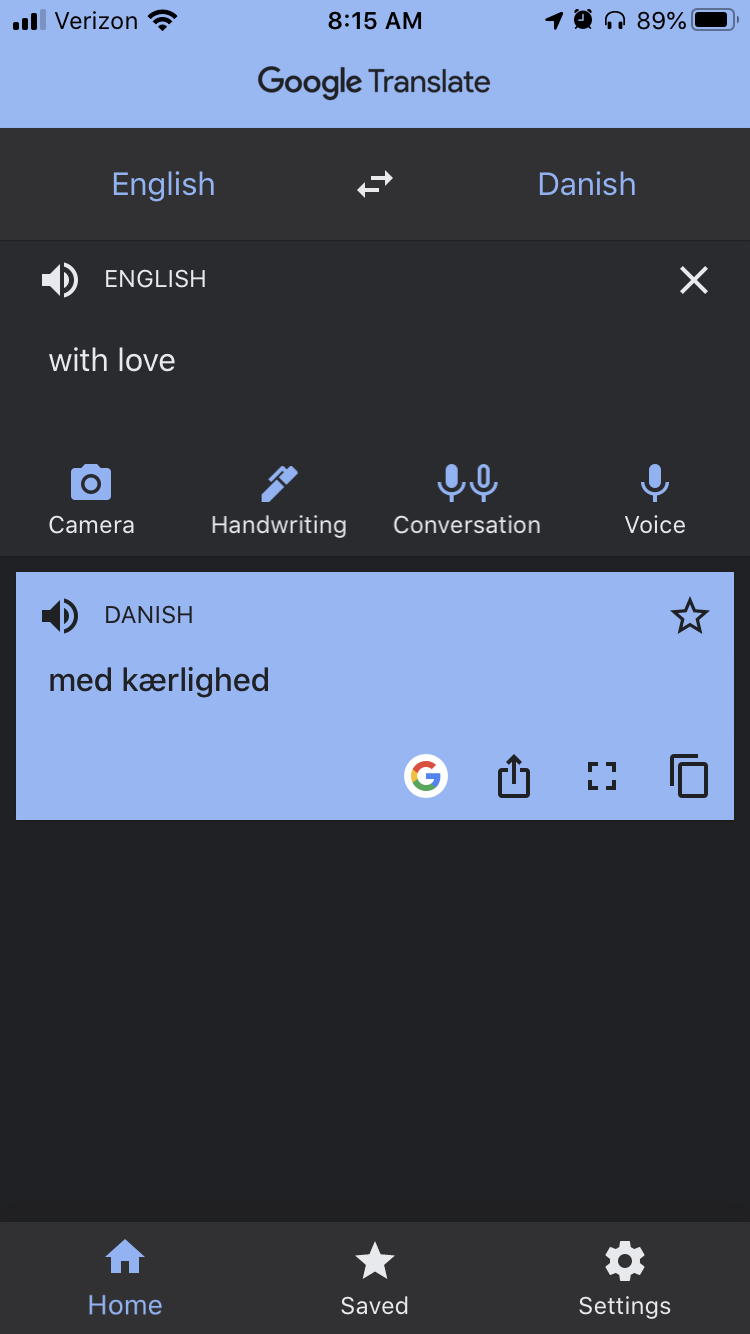 Verizon 8:15 AM 89%
Google Translate
English Danish
ENGLISH
with love
Camera Handwriting Conversation Voice
DANISH
med kærlighed
G
Home Saved Settings